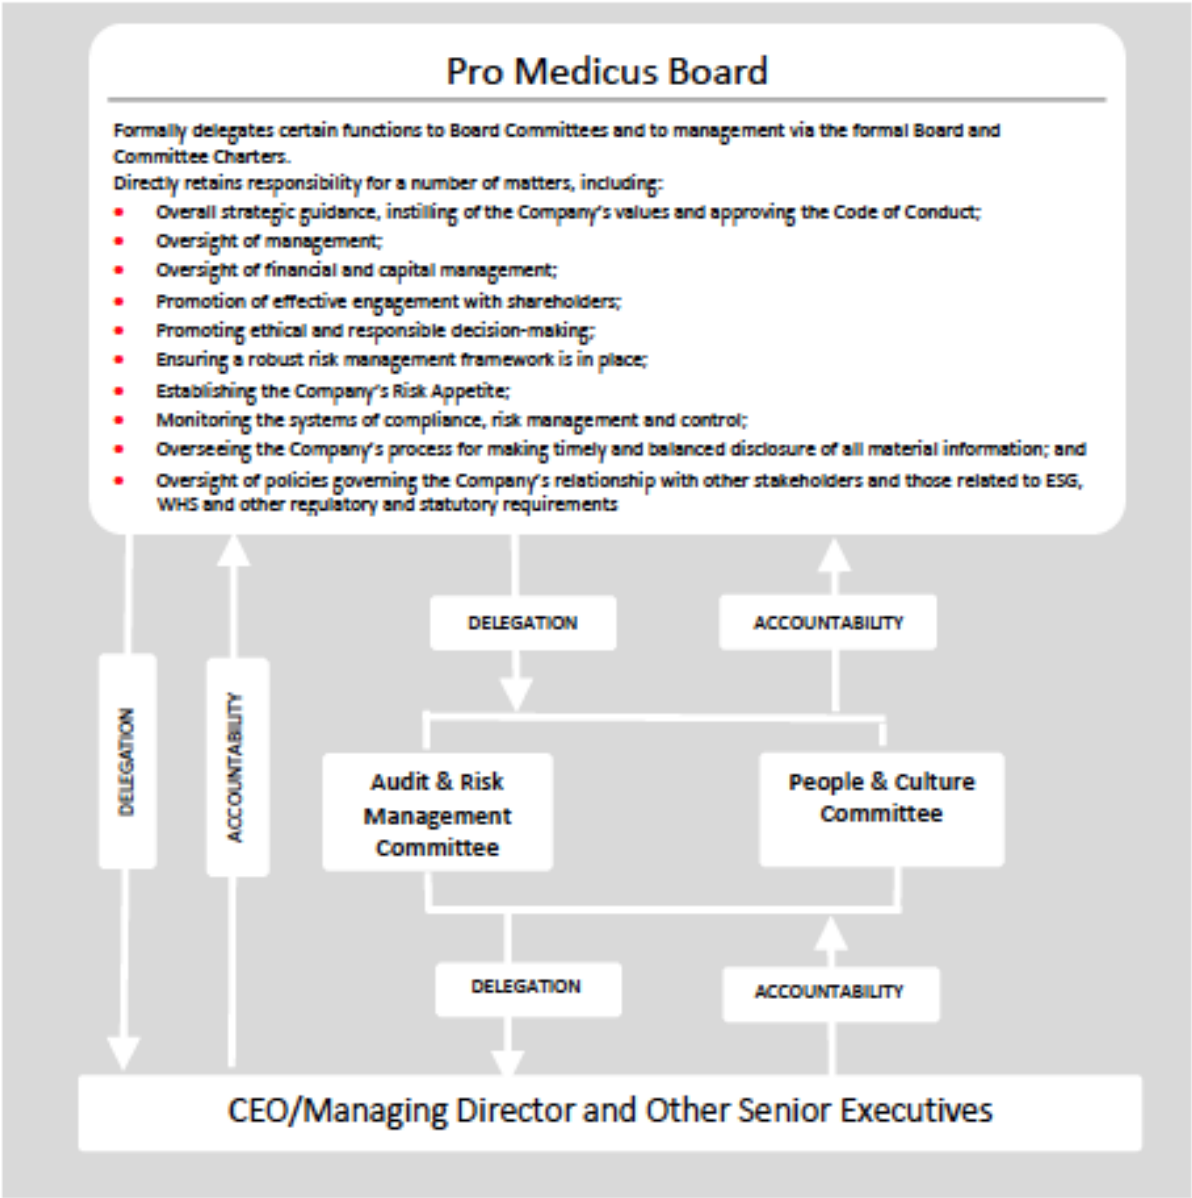 Pro Medicus Board
Formally delegates certain functions to Board Committees and to management via the formal Board and
Committee Charters.
Directly retains responsibility for a number of matters, including:
• Overall strategic guidance, instilling of the Company's values and approving the Code of Conduct;
• Oversight of management;
• Oversight of financial and capital management;
• Promotion of effective engagement with shareholders;
• Promoting ethical and responsible decision-making;
• Ensuring a robust risk management framework is in place;
• Establishing the Company's Risk Appetite;
• Monitoring the systems of compliance, risk management and control;
• Overseeing the Company's process for making timely and balanced disclosure of all material information; and
• Oversight of policies governing the Company's relationship with other stakeholders and those related to ESG,
WHS and other regulatory and statutory requirements
DELEGATION
ACCOUNTABILITY
DELEGATION
ACCOUNTABILITY
Audit & Risk
Management
Committee
People & Culture
Committee
DELEGATION
ACCOUNTABILITY
CEO/Managing Director and Other Senior Executives